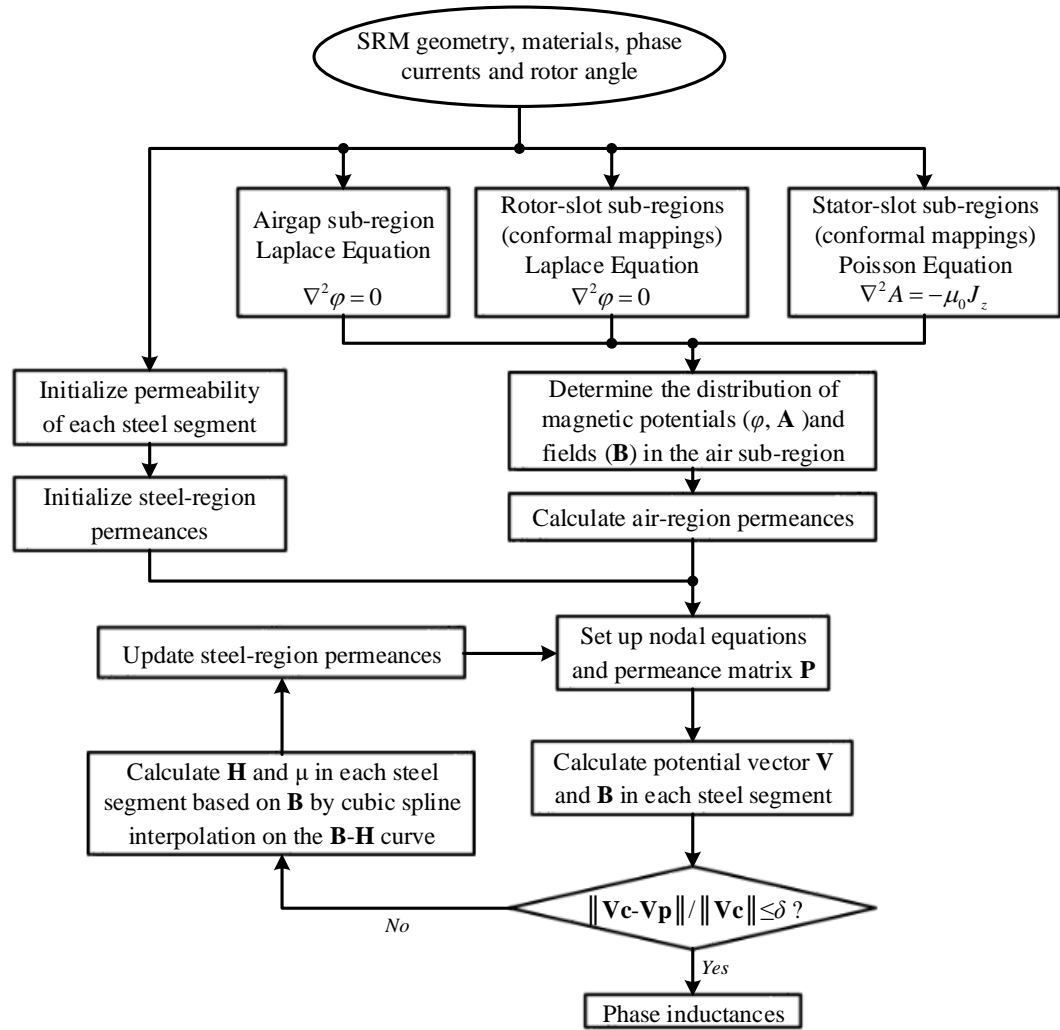 SRM geometry, materials, phase
currents and rotor angle
Airgap sub-region
Laplace Equation
∇²φ = 0
Rotor-slot sub-regions
(conformal mappings)
Laplace Equation
∇²φ = 0
Stator-slot sub-regions
(conformal mappings)
Poisson Equation
∇²A = −μ₀J_z
Initialize permeability
of each steel segment
Determine the distribution of
magnetic potentials (φ, A )and
fields (B) in the air sub-region
Initialize steel-region
permeances
Calculate air-region permeances
Update steel-region permeances
Set up nodal equations
and permeance matrix P
Calculate H and μ in each steel
segment based on B by cubic spline
interpolation on the B-H curve
Calculate potential vector V
and B in each steel segment
‖Vc-Vp‖/‖Vc‖≤δ ?
No
Yes
Phase inductances